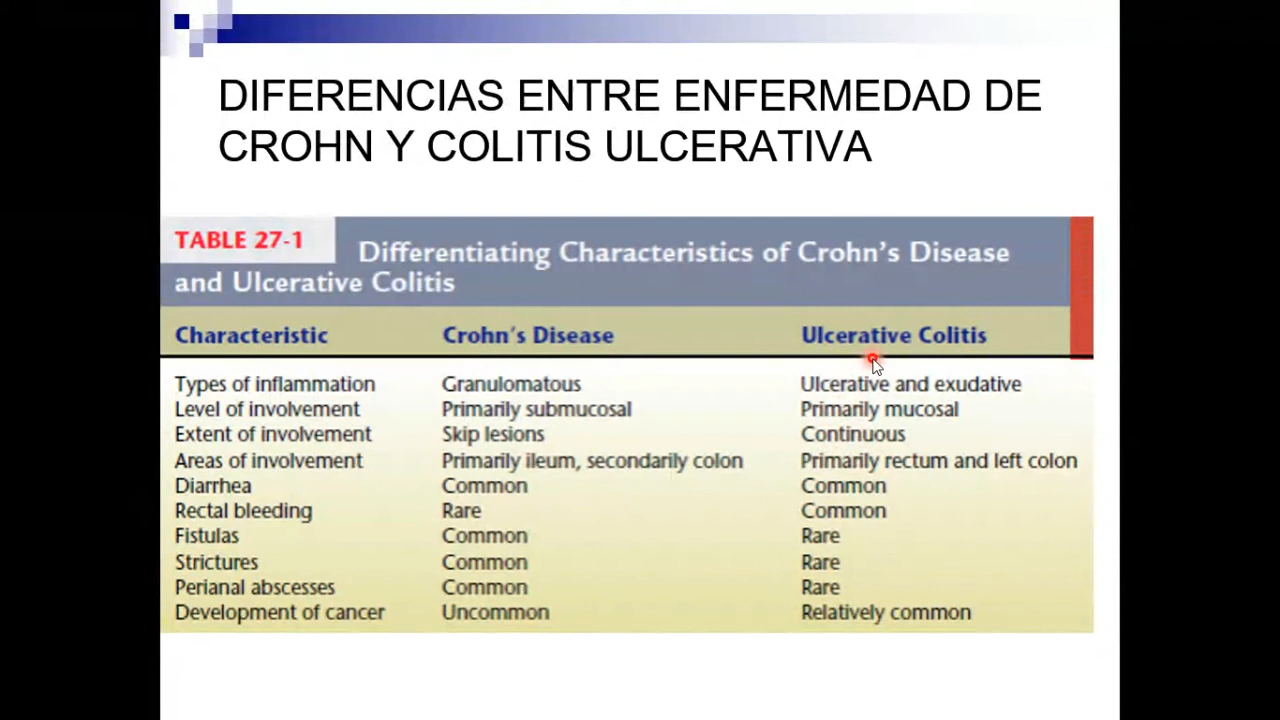 DIFERENCIAS ENTRE ENFERMEDAD DE
CROHN Y COLITIS ULCERATIVA
TABLE 27-1 Differentiating Characteristics of Crohn's Disease
and Ulcerative Colitis
Characteristic Crohn's Disease Ulcerative Colitis
Types of inflammation Granulomatous Ulcerative and exudative
Level of involvement Primarily submucosal Primarily mucosal
Extent of involvement Skip lesions Continuous
Areas of involvement Primarily ileum, secondarily colon Primarily rectum and left colon
Diarrhea Common Common
Rectal bleeding Rare Common
Fistulas Common Rare
Strictures Common Rare
Perianal abscesses Common Rare
Development of cancer Uncommon Relatively common